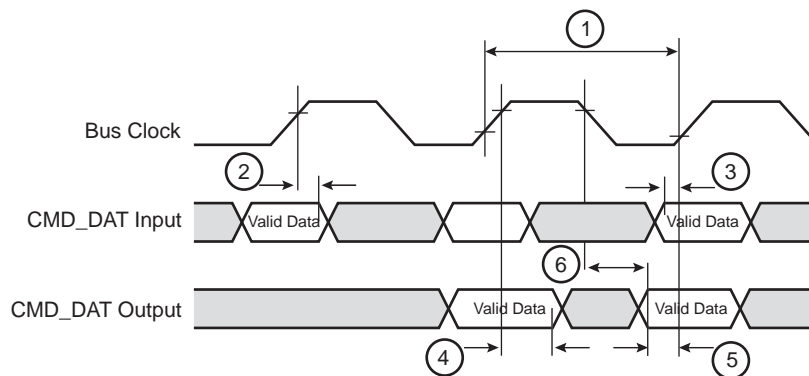 1
Bus Clock
2
3
CMD_DAT Input
Valid Data
Valid Data
6
CMD_DAT Output
Valid Data
Valid Data
4
5